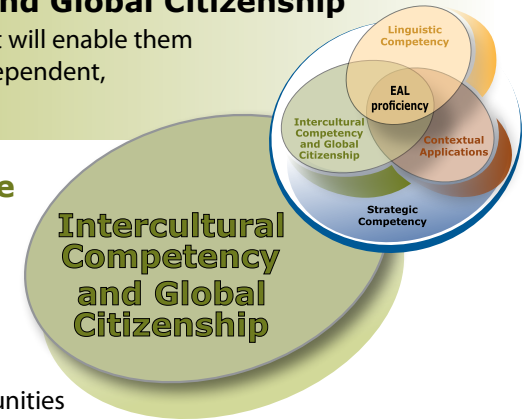 nd Global Citizenship
t will enable them
ependent,
Linguistic
Competency
EAL
proficiency
Intercultural
Competency
and Global
Citizenship
Contextual
Applications
Strategic
Competency
e
Intercultural
Competency
and Global
Citizenship
unities